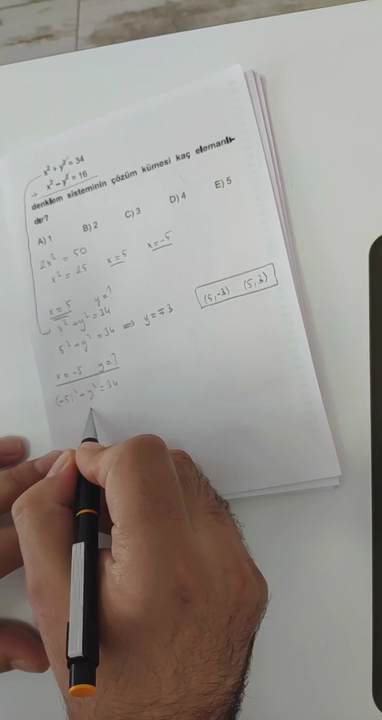 x² + y² = 34
+ x² - y² = 16
denklem sisteminin çözüm kümesi kaç elemanlı-
dır?
A) 1 B) 2 C) 3 D) 4 E) 5
2x² = 50
x² = 25 x = 5 x = -5
x = 5 y = ?
x² + y² = 34
5² + y² = 34 ⇒ y = ∓3
(5,-3) (5,3)
x = -5 y = ?
(-5)² + y² = 34